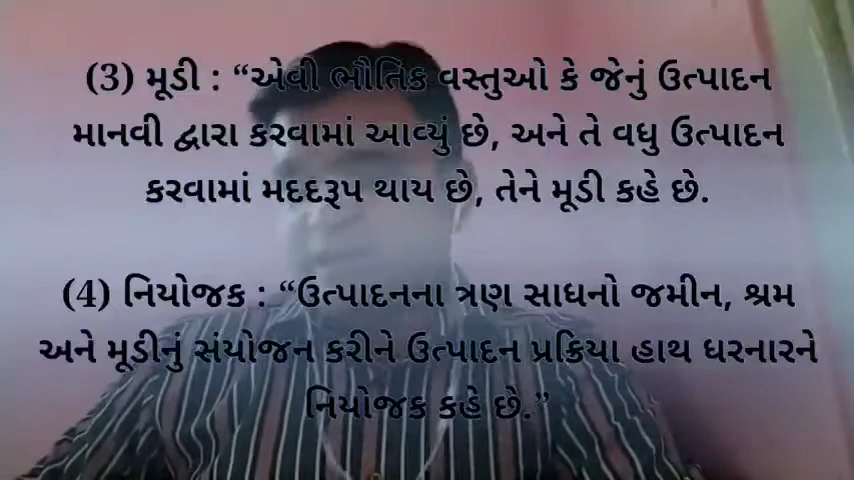 (3) મૂડી : “એવી ભૌતિક વસ્તુઓ કે જેનું ઉત્પાદન
માનવી દ્વારા કરવામાં આવ્યું છે, અને તે વધુ ઉત્પાદન
કરવામાં મદદરૂપ થાય છે, તેને મૂડી કહે છે.
(4) નિયોજક : “ઉત્પાદનના ત્રણ સાધનો જમીન, શ્રમ
અને મૂડીનું સંયોજન કરીને ઉત્પાદન પ્રક્રિયા હાથ ધરનારને
નિયોજક કહે છે.”